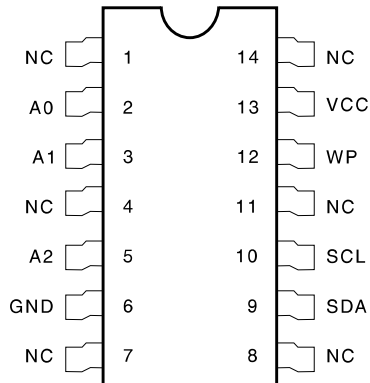 NC 1 14 NC
A0 2 13 VCC
A1 3 12 WP
NC 4 11 NC
A2 5 10 SCL
GND 6 9 SDA
NC 7 8 NC